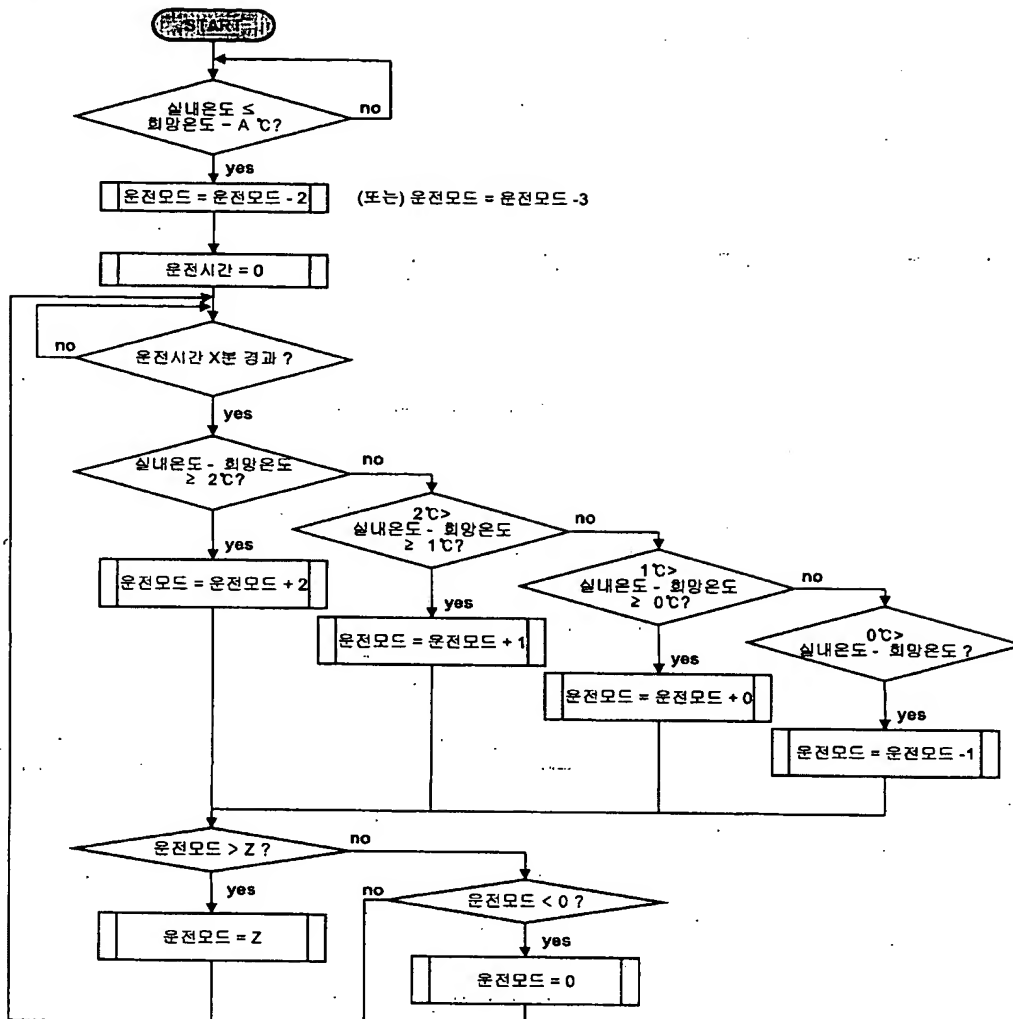 START
실내온도 ≤
희망온도 - A ℃?
no
yes
운전모드 = 운전모드 - 2
(또는) 운전모드 = 운전모드 -3
운전시간 = 0
no
운전시간 X분 경과 ?
yes
실내온도 - 희망온도
≥ 2℃?
no
yes
운전모드 = 운전모드 + 2
2℃>
실내온도 - 희망온도
≥ 1℃?
no
yes
운전모드 = 운전모드 + 1
1℃>
실내온도 - 희망온도
≥ 0℃?
no
yes
운전모드 = 운전모드 + 0
0℃>
실내온도 - 희망온도 ?
yes
운전모드 = 운전모드 -1
운전모드 > Z ?
no
yes
운전모드 = Z
no
운전모드 < 0 ?
yes
운전모드 = 0